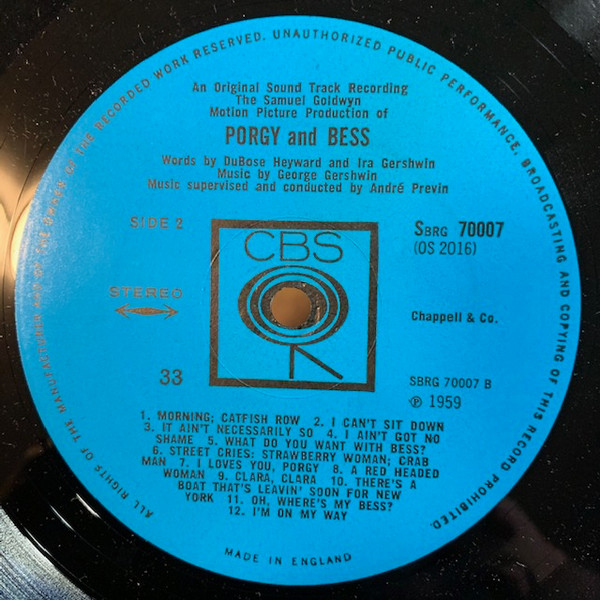 ALL RIGHTS OF THE MANUFACTURER AND OF THE OWNER OF THE RECORDED WORK RESERVED. UNAUTHORIZED PUBLIC PERFORMANCE, BROADCASTING AND COPYING OF THIS RECORD PROHIBITED.
An Original Sound Track Recording
The Samuel Goldwyn
Motion Picture Production of
PORGY and BESS
Words by DuBose Heyward and Ira Gershwin
Music by George Gershwin
Music supervised and conducted by André Previn
SIDE 2
SBRG 70007
(OS 2016)
CBS
STEREO
Chappell & Co.
33
SBRG 70007 B
℗ 1959
1. MORNING; CATFISH ROW 2. I CAN'T SIT DOWN
3. IT AIN'T NECESSARILY SO 4. I AIN'T GOT NO
SHAME 5. WHAT DO YOU WANT WITH BESS?
6. STREET CRIES: STRAWBERRY WOMAN; CRAB
MAN 7. I LOVES YOU, PORGY 8. A RED HEADED
WOMAN 9. CLARA, CLARA 10. THERE'S A
BOAT THAT'S LEAVIN' SOON FOR NEW
YORK 11. OH, WHERE'S MY BESS?
12. I'M ON MY WAY
MADE IN ENGLAND